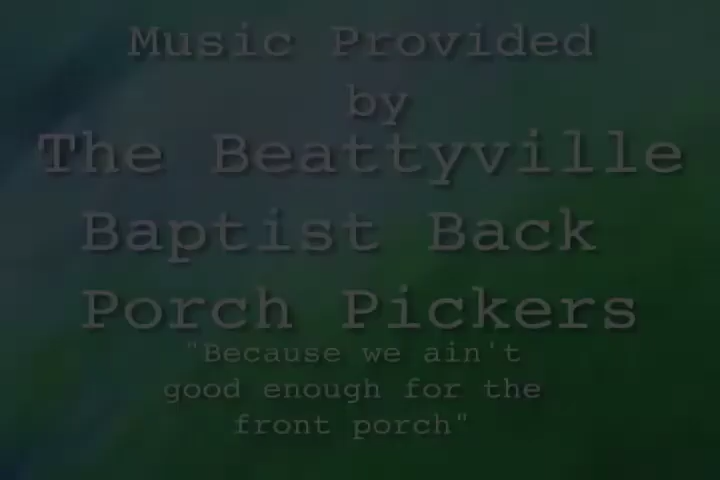 Music Provided
by
The Beattyville
Baptist Back
Porch Pickers
"Because we ain't
good enough for the
front porch"